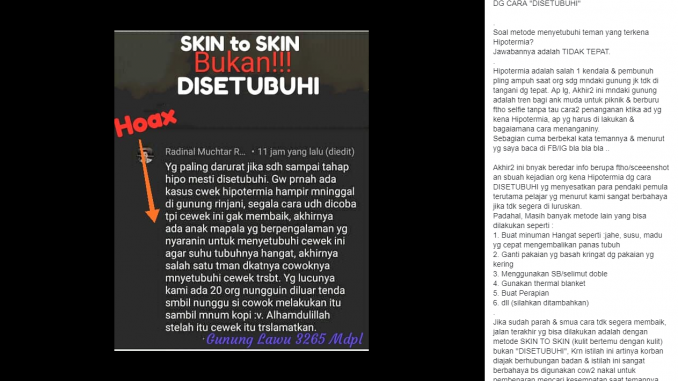 SKIN to SKIN
Bukan!!!
DISETUBUHI
Hoax
Radinal Muchtar R... • 11 jam yang lalu (diedit)
Yg paling darurat jika sdh sampai tahap
hipo mesti disetubuhi. Gw prnah ada
kasus cwek hipotermia hampir mninggal
di gunung rinjani, segala cara udh dicoba
tpi cewek ini gak membaik, akhirnya
ada anak mapala yg berpengalaman yg
nyaranin untuk menyetubuhi cewek ini
agar suhu tubuhnya hangat, akhirnya
salah satu tman dkatnya cowoknya
mnyetubuhi cewek trsbt. Yg lucunya
kami ada 20 org nungguin diluar tenda
smbil nunggu si cowok melakukan itu
sambil mnum kopi :v. Alhamdulillah
stelah itu cewek itu trslamatkan.
Gunung Lawu 3265 Mdpl
DG CARA "DISETUBUHI"
.
Soal metode menyetubuhi teman yang terkena
Hipotermia?
Jawabannya adalah TIDAK TEPAT.
.
Hipotermia adalah salah 1 kendala & pembunuh
pling ampuh saat org sdg mndaki gunung jk tdk di
tangani dg tepat. Ap lg, Akhir2 ini mndaki gunung
adalah tren bagi ank muda untuk piknik & berburu
ftho selfie tanpa tau cara2 penanganan ktika ad yg
kena Hipotermia, ap yg harus di lakukan &
bagaiamana cara menanganiny.
Sebagian cuma berbekal kata temannya & menurut
yg saya baca di FB/IG bla bla bla ..
.
Akhir2 ini bnyak beredar info berupa ftho/sceeenshot
an sbuah kejadian org kena Hipotermia dg cara
DISETUBUHI yg menyesatkan para pendaki pemula
terutama pelajar yg menurut kami sangat berbahaya
jika tdk segera di luruskan.
Padahal, Masih banyak metode lain yang bisa
dilakukan seperti :
1. Buat minuman Hangat seperti :jahe, susu, madu
yg cepat mengembalikan panas tubuh
2. Ganti pakaian yg basah kringat dg pakaian yg
kering
3. Menggunakan SB/selimut doble
4. Gunakan thermal blanket
5. Buat Perapian
6. dll (silahkan ditambahkan)
.
Jika sudah parah & smua cara tdk segera membaik,
jalan terakhir yg bisa dilakukan adalah dengan
metode SKIN TO SKIN (kulit bertemu dengan kulit)
bukan "DISETUBUHI", Krn istilah ini artinya korban
diajak berhubungan badan & istilah ini sangat
berbahaya bs digunakan cow2 nakal untuk
pembenaran mencari kesempatan saat temannya